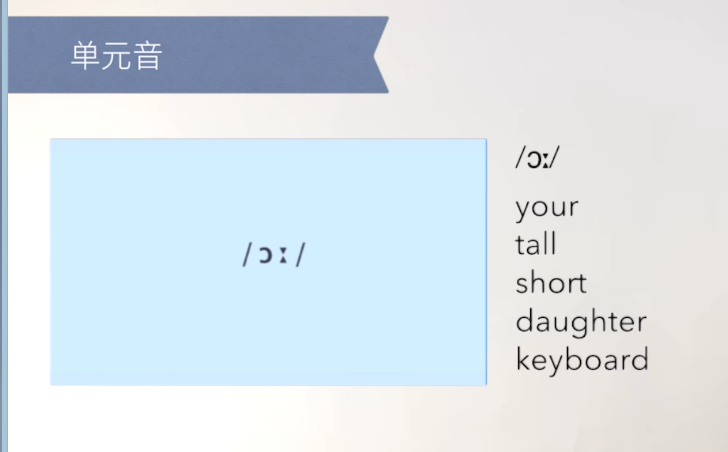 单元音
/ɔː/
/ɔː/
your
tall
short
daughter
keyboard